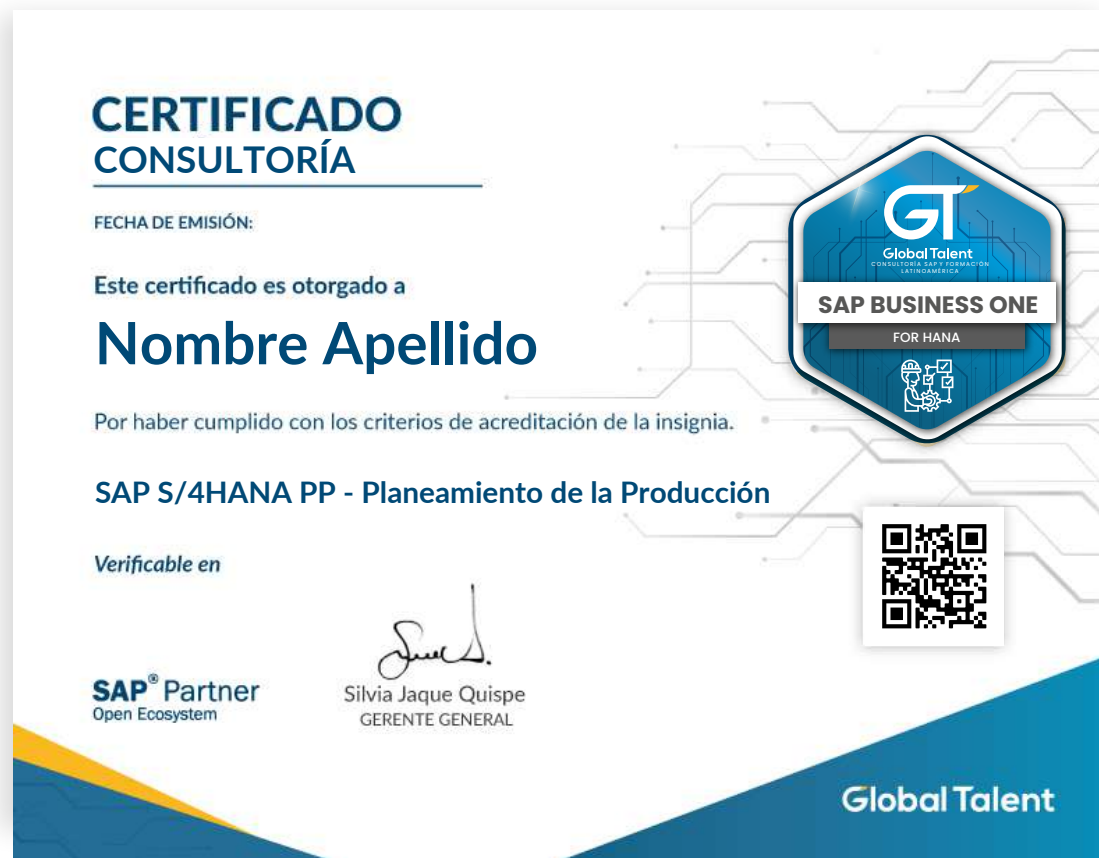 CERTIFICADO
CONSULTORÍA
FECHA DE EMISIÓN:
Este certificado es otorgado a
Nombre Apellido
Por haber cumplido con los criterios de acreditación de la insignia.
SAP S/4HANA PP - Planeamiento de la Producción
Verificable en
SAP® Partner
Open Ecosystem
Silvia Jaque Quispe
GERENTE GENERAL
GT
Global Talent
CONSULTORÍA SAP Y FORMACIÓN
LATINOAMÉRICA
SAP BUSINESS ONE
FOR HANA
Global Talent